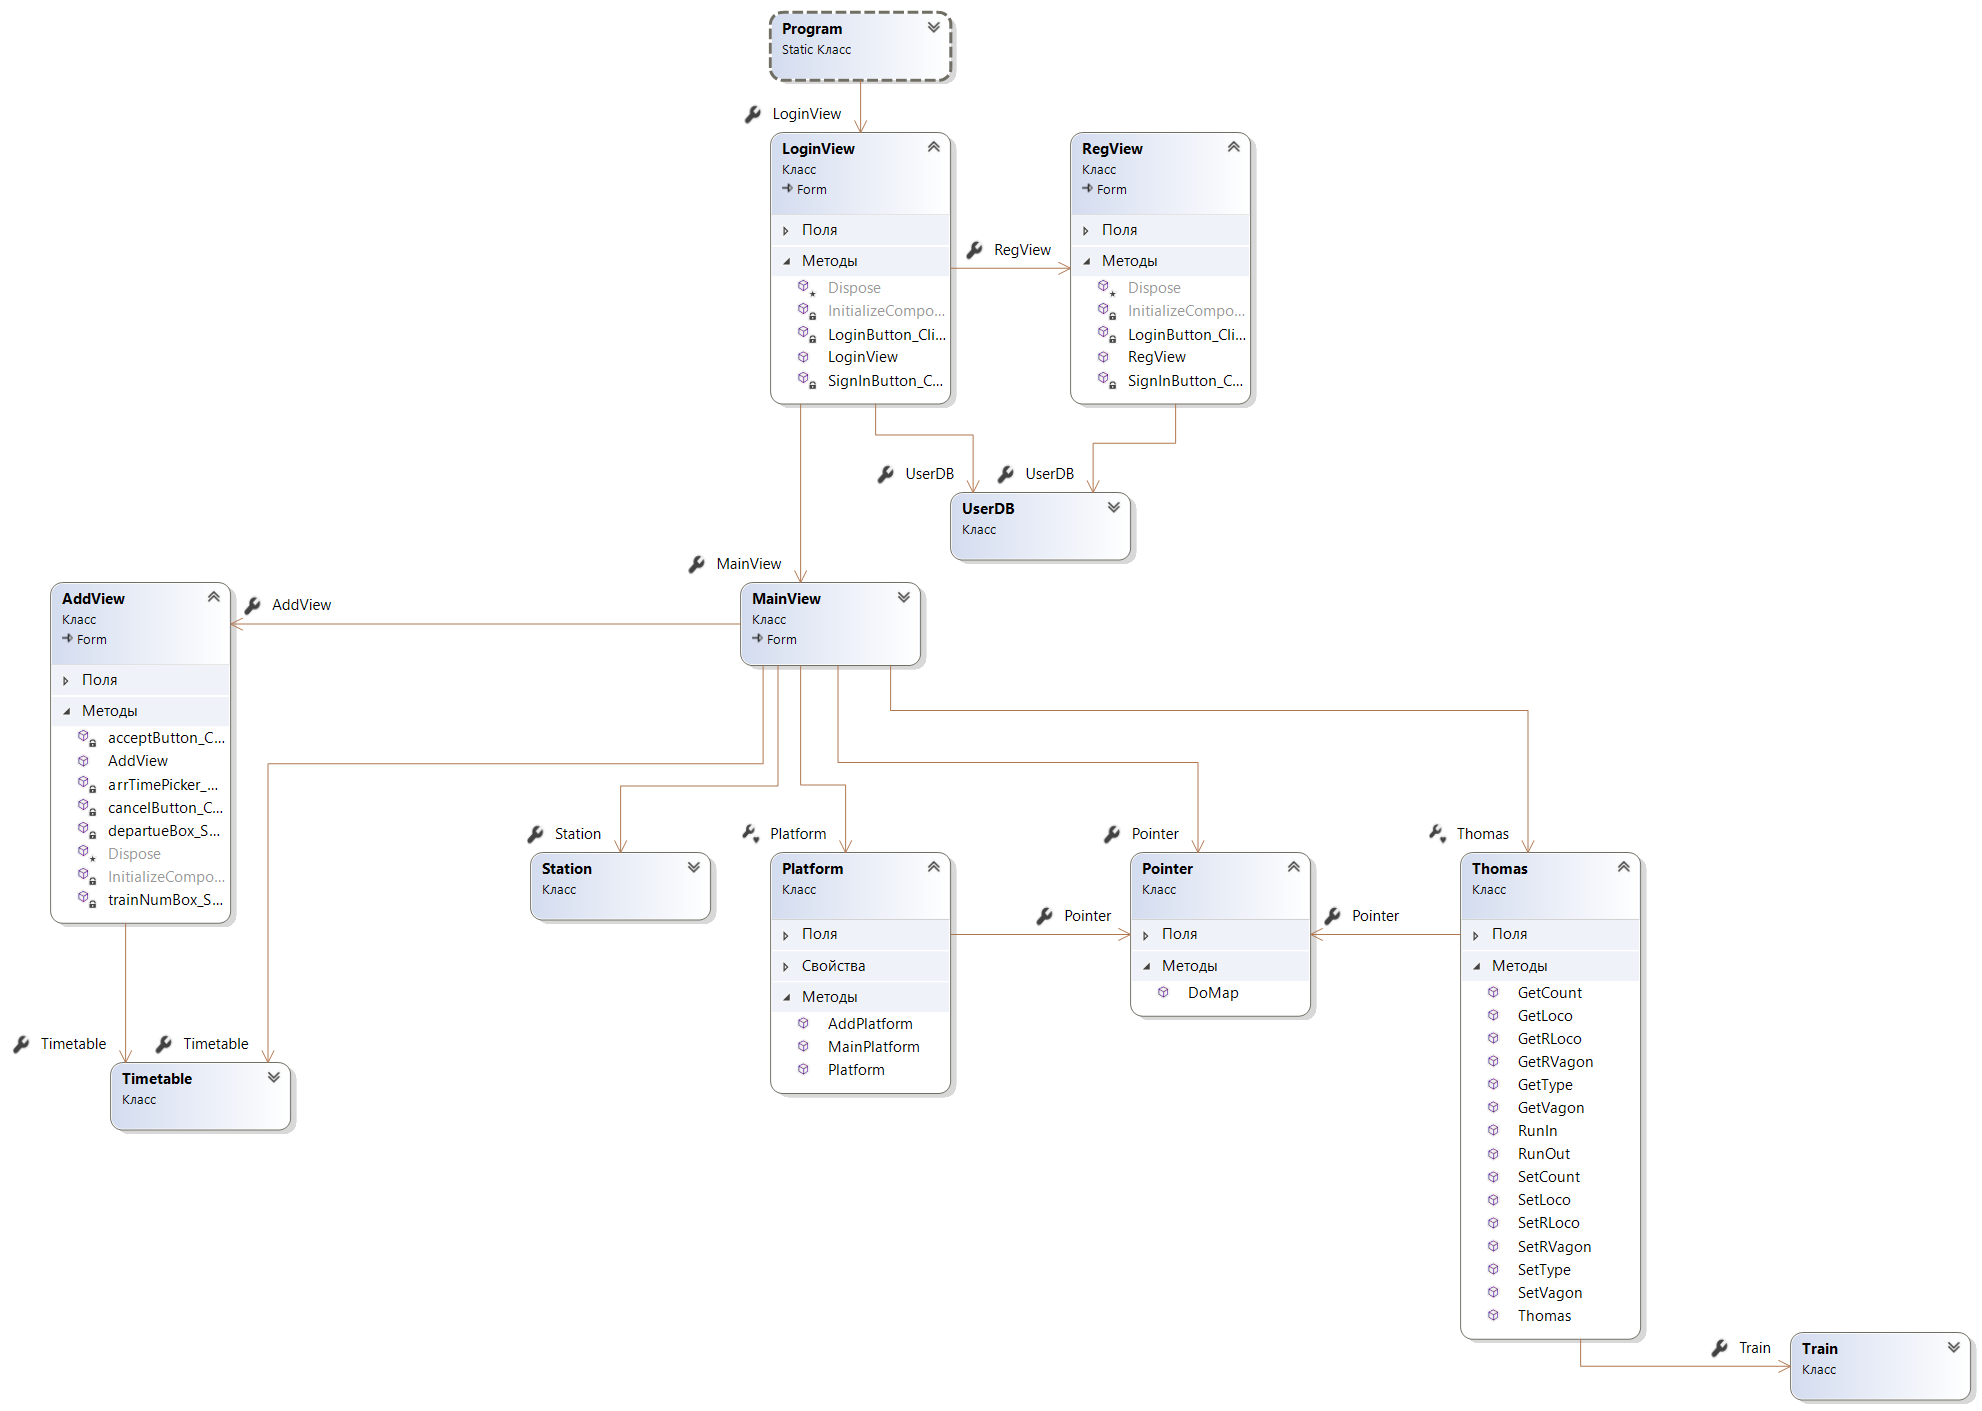 Program
Static Класс
LoginView
LoginView
Класс
Form
Поля
Методы
Dispose
InitializeCompo...
LoginButton_Cli...
LoginView
SignInButton_C...
RegView
RegView
Класс
Form
Поля
Методы
Dispose
InitializeCompo...
LoginButton_Cli...
RegView
SignInButton_C...
UserDB
UserDB
UserDB
Класс
MainView
MainView
Класс
Form
AddView
AddView
Класс
Form
Поля
Методы
acceptButton_C...
AddView
arrTimePicker_...
cancelButton_C...
departueBox_S...
Dispose
InitializeCompo...
trainNumBox_S...
Timetable
Timetable
Timetable
Класс
Station
Station
Класс
Platform
Platform
Класс
Поля
Свойства
Методы
AddPlatform
MainPlatform
Platform
Pointer
Pointer
Pointer
Класс
Поля
Методы
DoMap
Pointer
Thomas
Thomas
Класс
Поля
Методы
GetCount
GetLoco
GetRLoco
GetRVagon
GetType
GetVagon
RunIn
RunOut
SetCount
SetLoco
SetRLoco
SetRVagon
SetType
SetVagon
Thomas
Train
Train
Класс